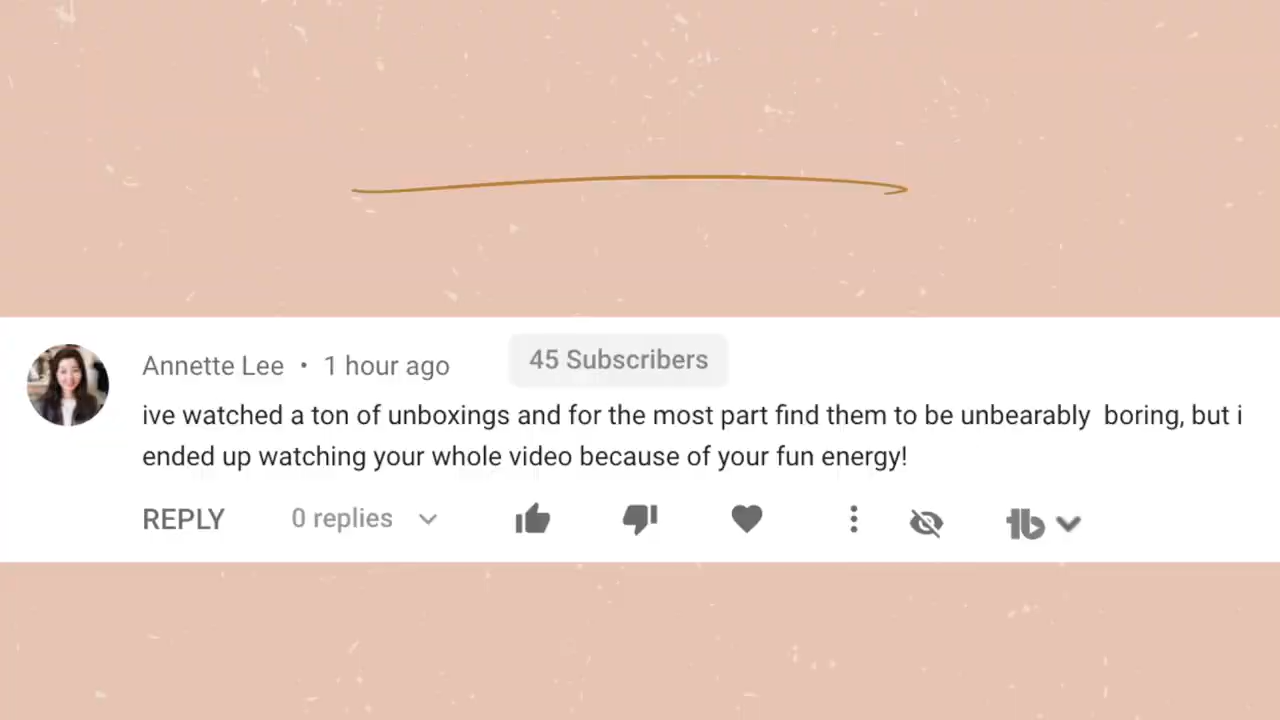 Annette Lee • 1 hour ago 45 Subscribers
ive watched a ton of unboxings and for the most part find them to be unbearably  boring, but i
ended up watching your whole video because of your fun energy!
REPLY 0 replies
tb